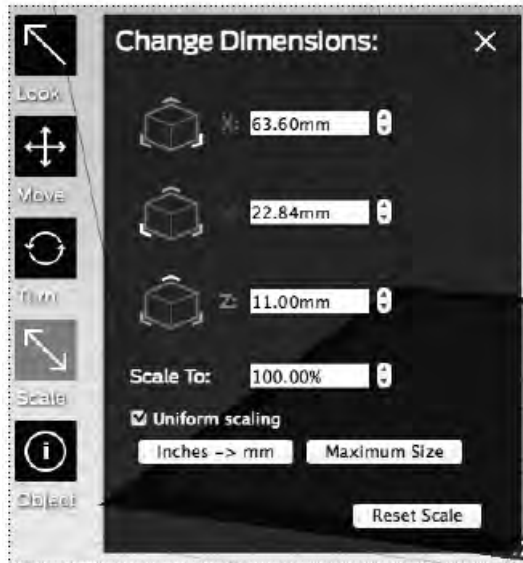 Change Dimensions:
Look
X: 63.60mm
Move
22.84mm
Turn
Z: 11.00mm
Scale To: 100.00%
Scale
Uniform scaling
Inches -> mm Maximum Size
Object
Reset Scale